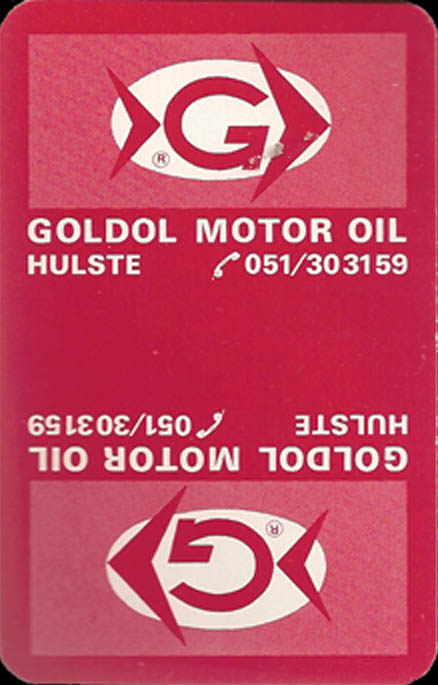 G
®
GOLDOL MOTOR OIL
HULSTE 051/303159
GOLDOL MOTOR OIL
HULSTE 051/303159
G
®